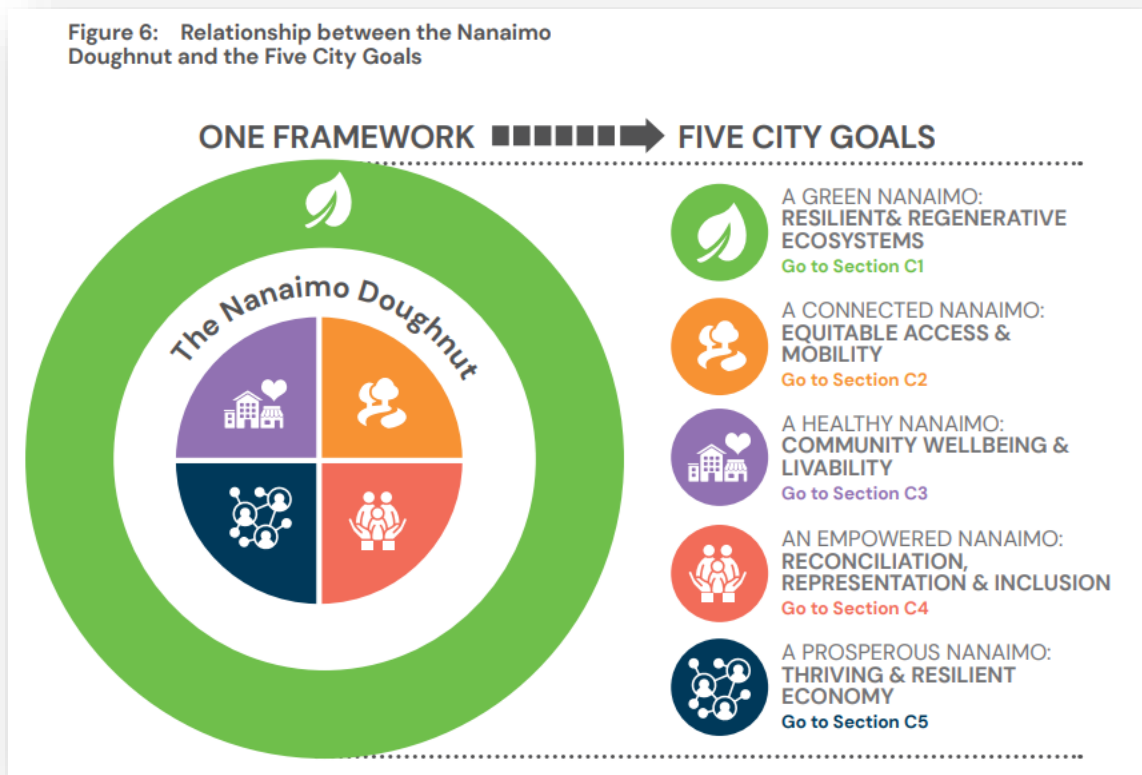 Figure 6: Relationship between the Nanaimo
Doughnut and the Five City Goals
ONE FRAMEWORK
FIVE CITY GOALS
The Nanaimo Doughnut
A GREEN NANAIMO:
RESILIENT& REGENERATIVE
ECOSYSTEMS
Go to Section C1
A CONNECTED NANAIMO:
EQUITABLE ACCESS &
MOBILITY
Go to Section C2
A HEALTHY NANAIMO:
COMMUNITY WELLBEING &
LIVABILITY
Go to Section C3
AN EMPOWERED NANAIMO:
RECONCILIATION,
REPRESENTATION & INCLUSION
Go to Section C4
A PROSPEROUS NANAIMO:
THRIVING & RESILIENT
ECONOMY
Go to Section C5